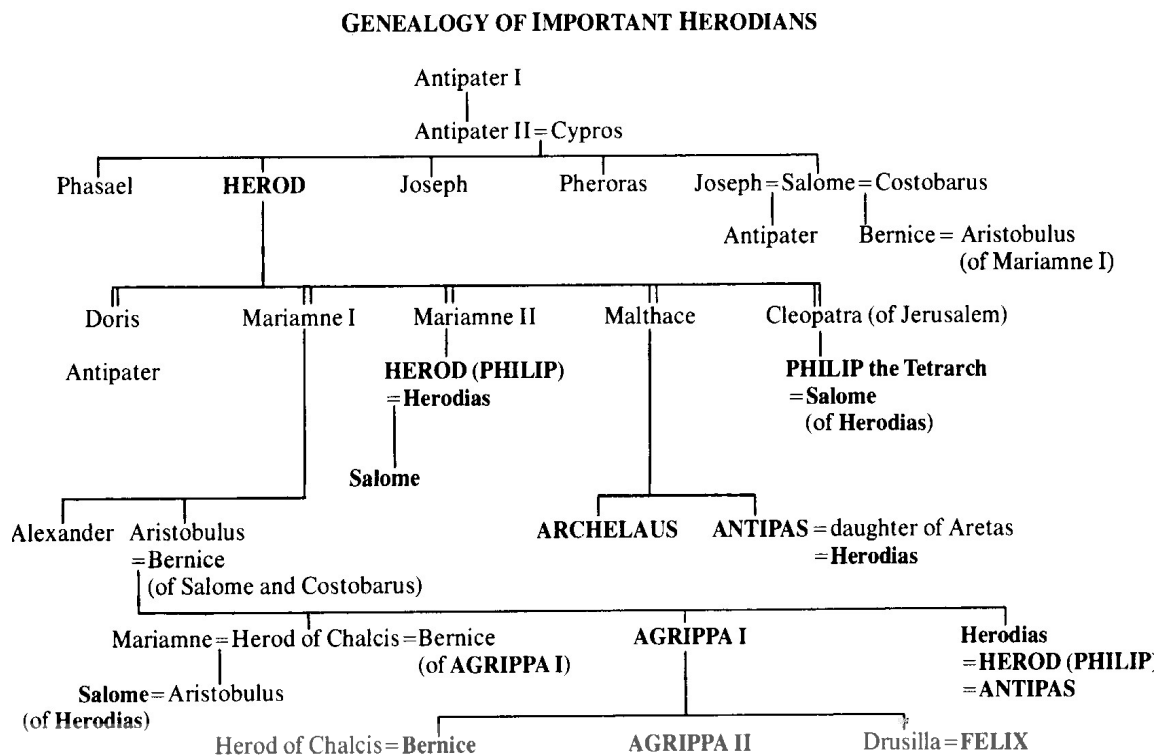 GENEALOGY OF IMPORTANT HERODIANS
Antipater I
Antipater II = Cypros
Phasael HEROD Joseph Pheroras Joseph = Salome = Costobarus
Antipater Bernice = Aristobulus
(of Mariamne I)
Doris Mariamne I Mariamne II Malthace Cleopatra (of Jerusalem)
Antipater HEROD (PHILIP) PHILIP the Tetrarch
= Herodias = Salome
(of Herodias)
Salome
Alexander Aristobulus ARCHELAUS ANTIPAS = daughter of Aretas
= Bernice = Herodias
(of Salome and Costobarus)
Mariamne = Herod of Chalcis = Bernice AGRIPPA I Herodias
(of AGRIPPA I) = HEROD (PHILIP)
Salome = Aristobulus = ANTIPAS
(of Herodias)
Herod of Chalcis = Bernice AGRIPPA II Drusilla = FELIX